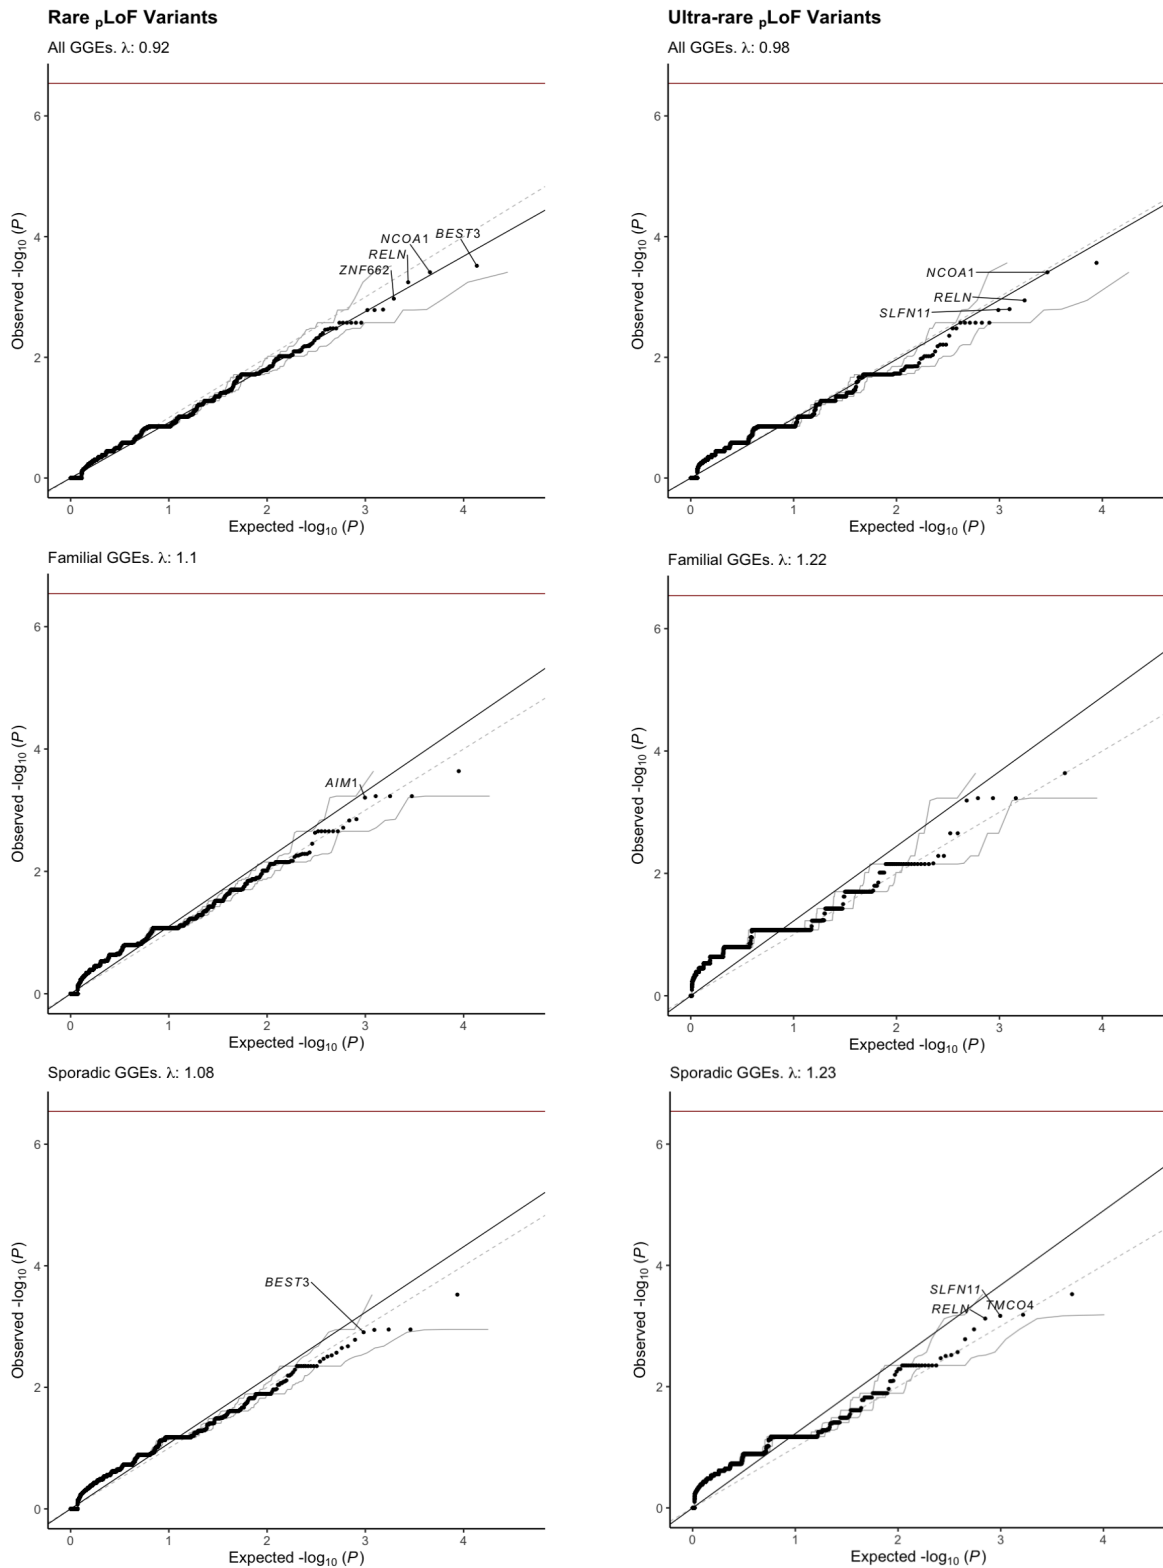 Rare pLoF Variants
All GGEs. λ: 0.92
6
4
2
0
Observed -log10 (P)
NCOA1
BEST3
RELN
ZNF662
0 1 2 3 4
Expected -log10 (P)
Ultra-rare pLoF Variants
All GGEs. λ: 0.98
6
4
2
0
Observed -log10 (P)
NCOA1
RELN
SLFN11
0 1 2 3 4
Expected -log10 (P)
Familial GGEs. λ: 1.1
6
4
2
0
Observed -log10 (P)
AIM1
0 1 2 3 4
Expected -log10 (P)
Familial GGEs. λ: 1.22
6
4
2
0
Observed -log10 (P)
0 1 2 3 4
Expected -log10 (P)
Sporadic GGEs. λ: 1.08
6
4
2
0
Observed -log10 (P)
BEST3
0 1 2 3 4
Expected -log10 (P)
Sporadic GGEs. λ: 1.23
6
4
2
0
Observed -log10 (P)
SLFN11
RELN
TMCO4
0 1 2 3 4
Expected -log10 (P)